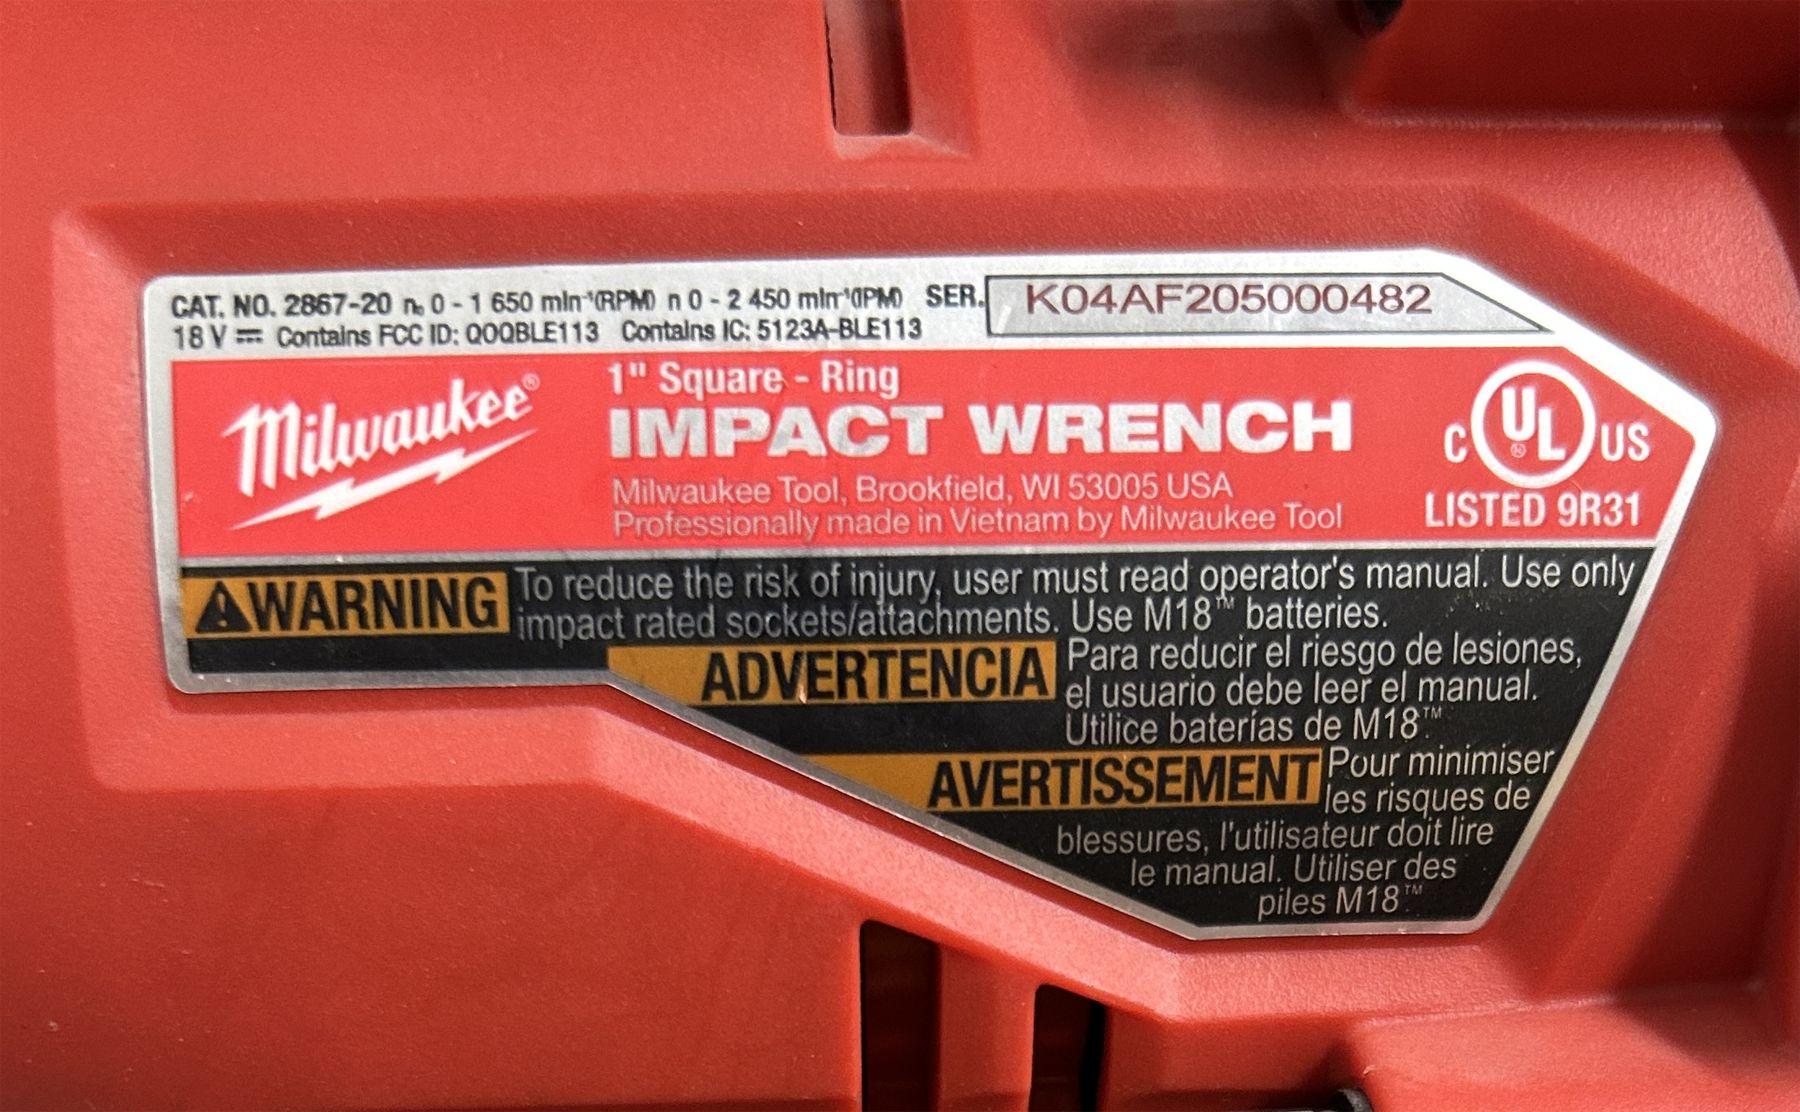 CAT. NO. 2867-20 n₀ 0 - 1 650 min⁻¹(RPM) n 0 - 2 450 min⁻¹(IPM) SER. K04AF205000482
18 V ⎓ Contains FCC ID: QOQBLE113 Contains IC: 5123A-BLE113
Milwaukee®
1" Square - Ring
IMPACT WRENCH
Milwaukee Tool, Brookfield, WI 53005 USA
Professionally made in Vietnam by Milwaukee Tool
C UL US
LISTED 9R31
⚠WARNING To reduce the risk of injury, user must read operator's manual. Use only
impact rated sockets/attachments. Use M18™ batteries.
ADVERTENCIA Para reducir el riesgo de lesiones,
el usuario debe leer el manual.
Utilice baterías de M18™.
AVERTISSEMENT Pour minimiser
les risques de
blessures, l'utilisateur doit lire
le manual. Utiliser des
piles M18™.